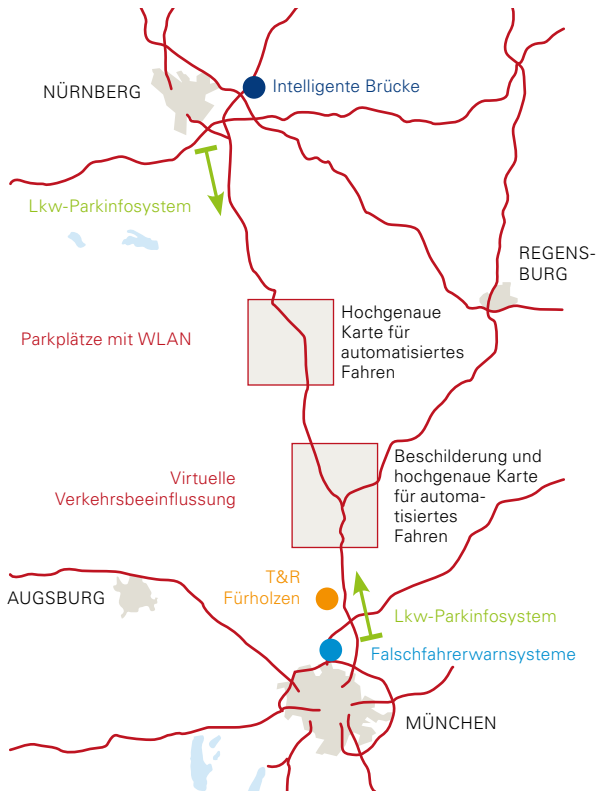 NÜRNBERG
Intelligente Brücke
Lkw-Parkinfosystem
REGENS-
BURG
Hochgenaue
Karte für
automatisiertes
Fahren
Parkplätze mit WLAN
Beschilderung und
hochgenaue Karte
für automa-
tisiertes
Fahren
Virtuelle
Verkehrsbeeinflussung
T&R
Fürholzen
AUGSBURG
Lkw-Parkinfosystem
Falschfahrerwarnsysteme
MÜNCHEN